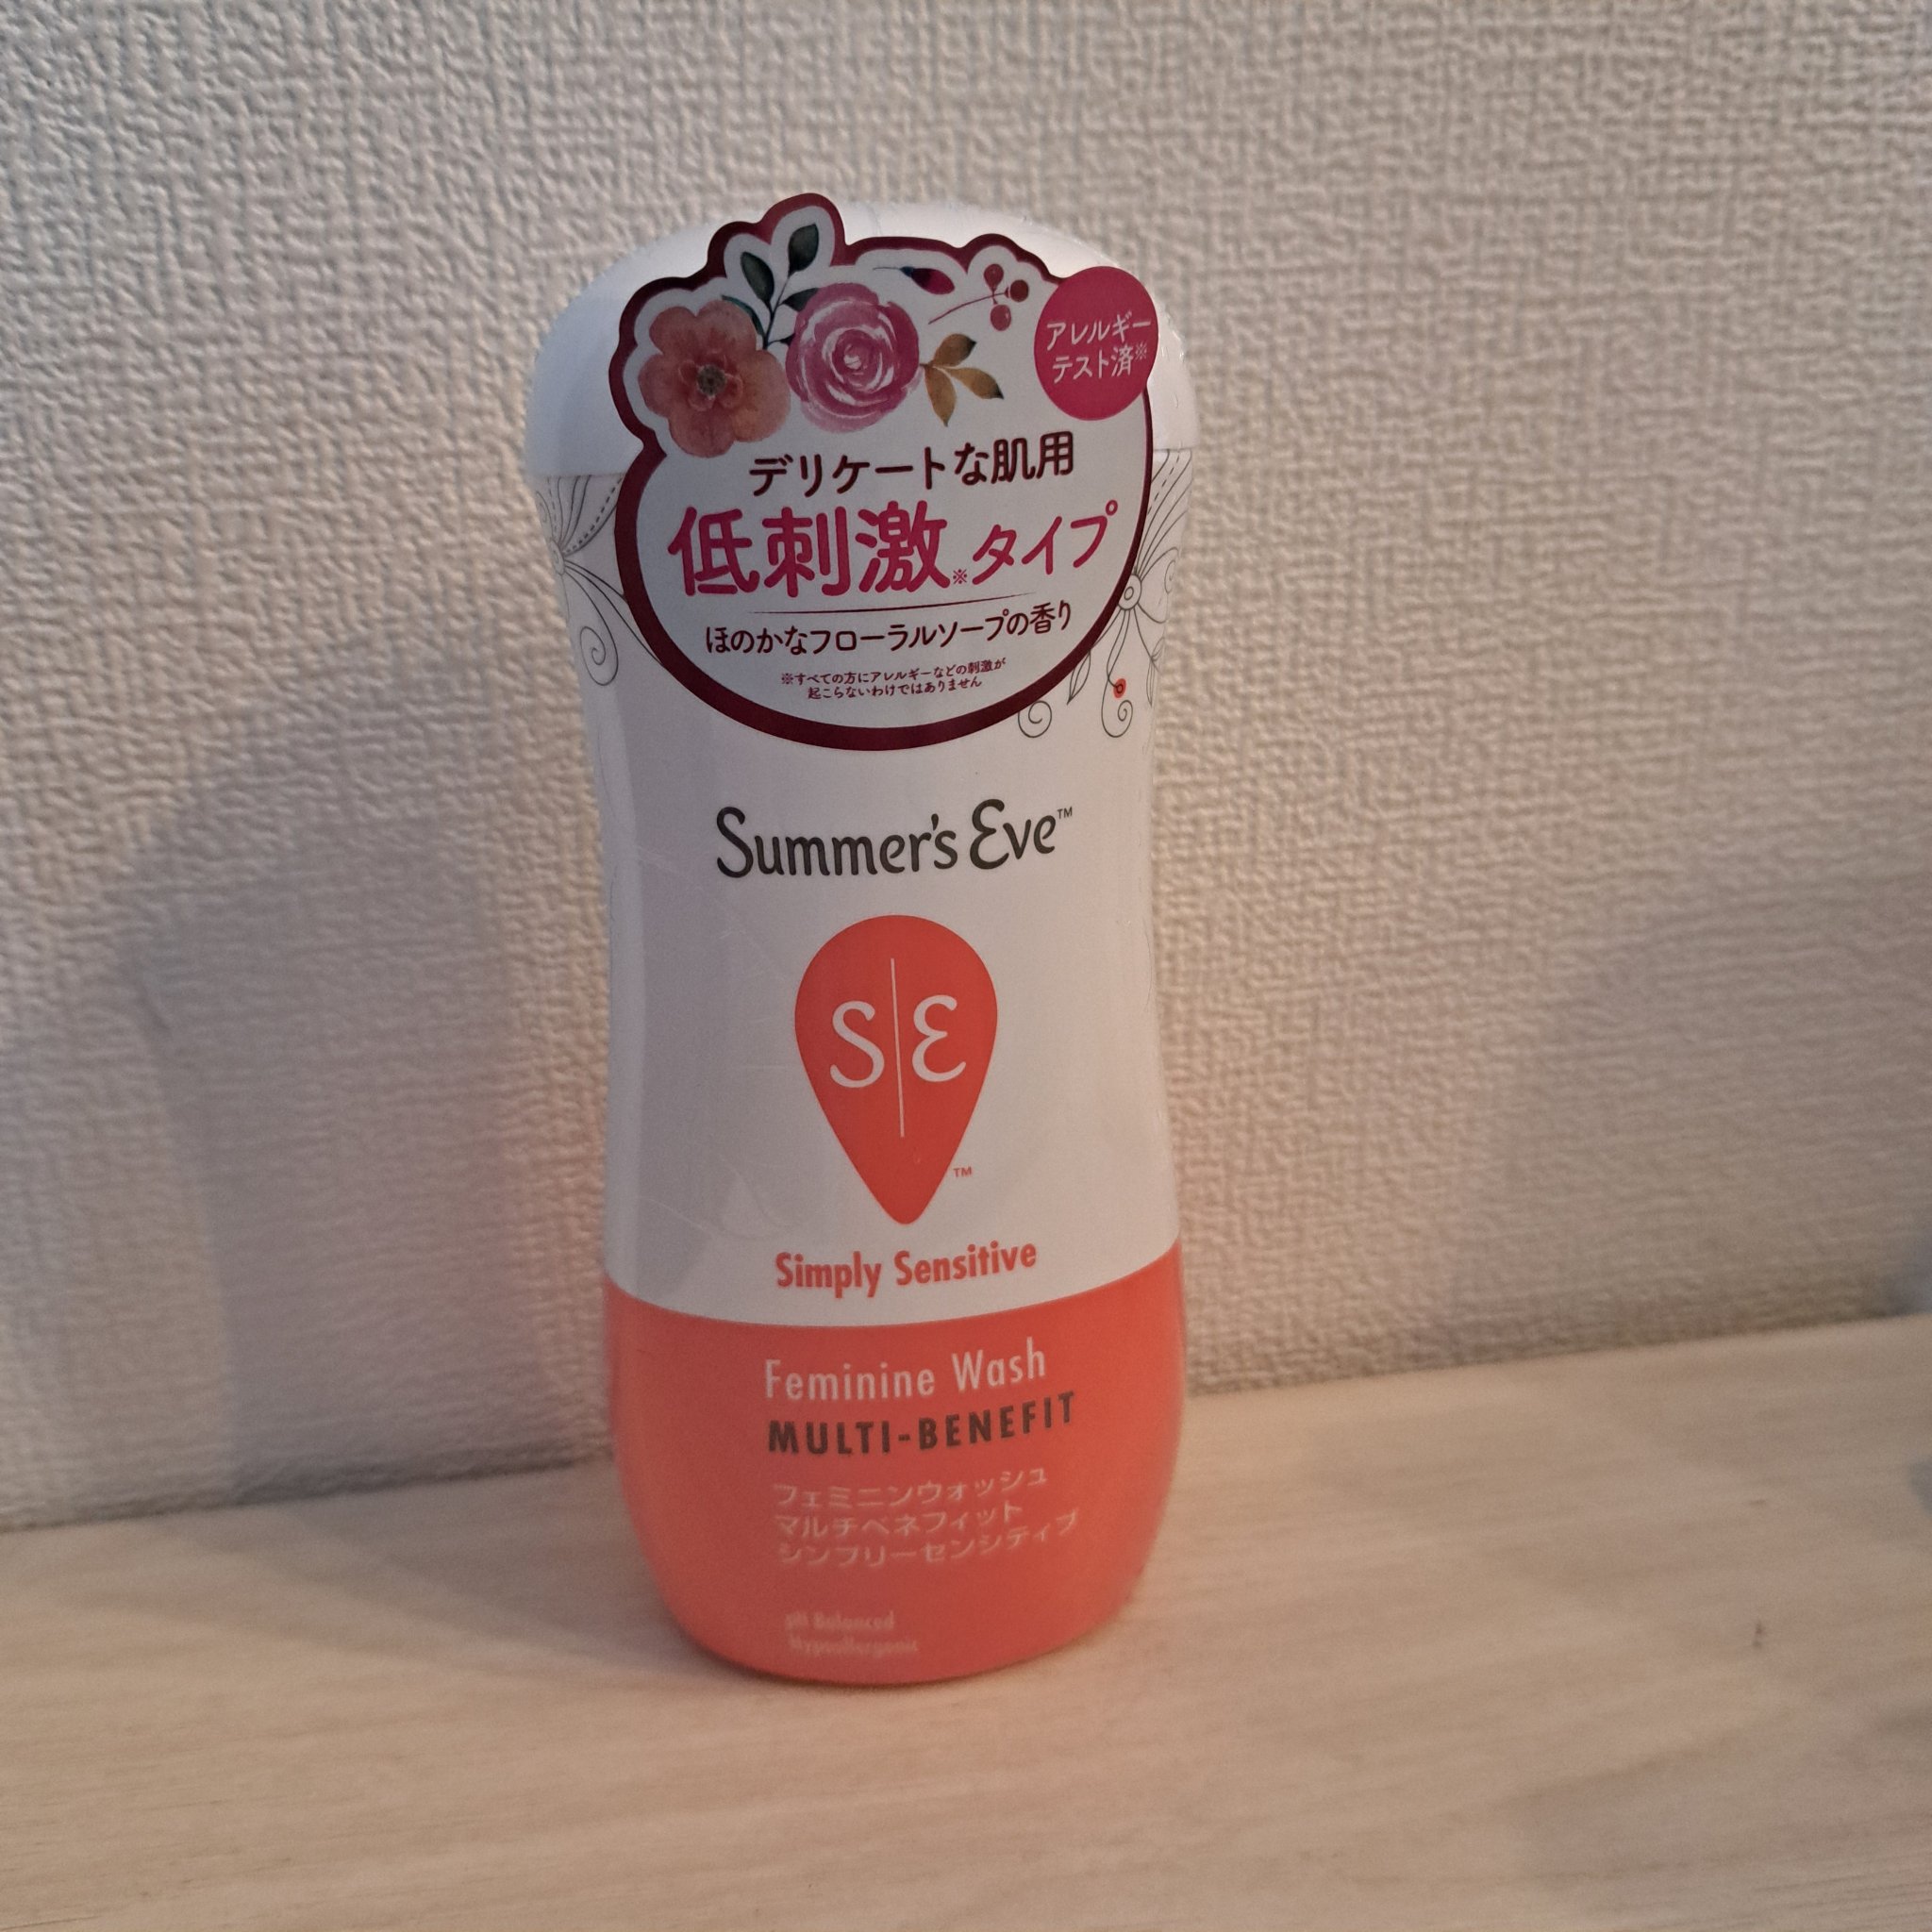 アレルギー
テスト済※
デリケートな肌用
低刺激※タイプ
ほのかなフローラルソープの香り
※すべての方にアレルギーなどの刺激が
起こらないわけではありません
Summer's Eve™
S|E
™
Simply Sensitive
Feminine Wash
MULTI-BENEFIT
フェミニンウォッシュ
マルチベネフィット
シンプリーセンシティブ
pH Balanced
Hypoallergenic